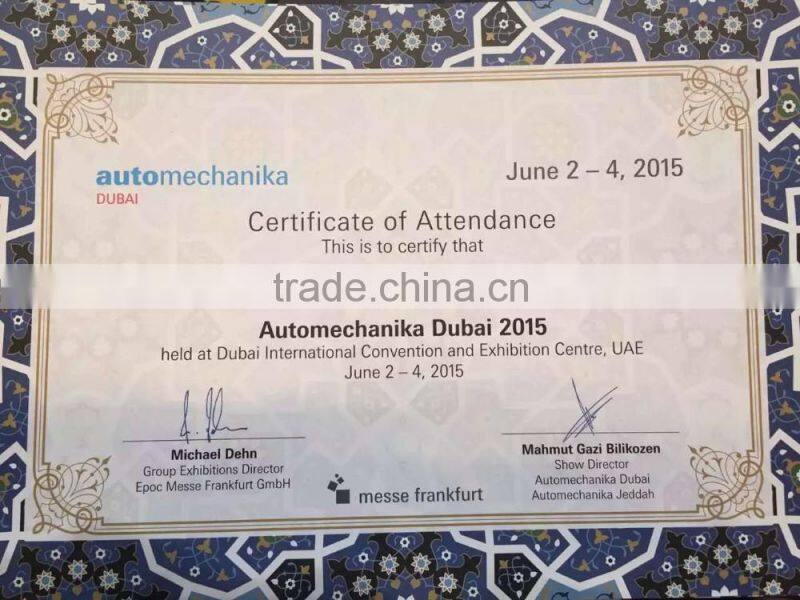 automechanika
DUBAI
June 2 – 4, 2015
Certificate of Attendance
This is to certify that
trade.china.cn
Automechanika Dubai 2015
held at Dubai International Convention and Exhibition Centre, UAE
June 2 – 4, 2015
Michael Dehn
Group Exhibitions Director
Epoc Messe Frankfurt GmbH
messe frankfurt
Mahmut Gazi Bilikozen
Show Director
Automechanika Dubai
Automechanika Jeddah